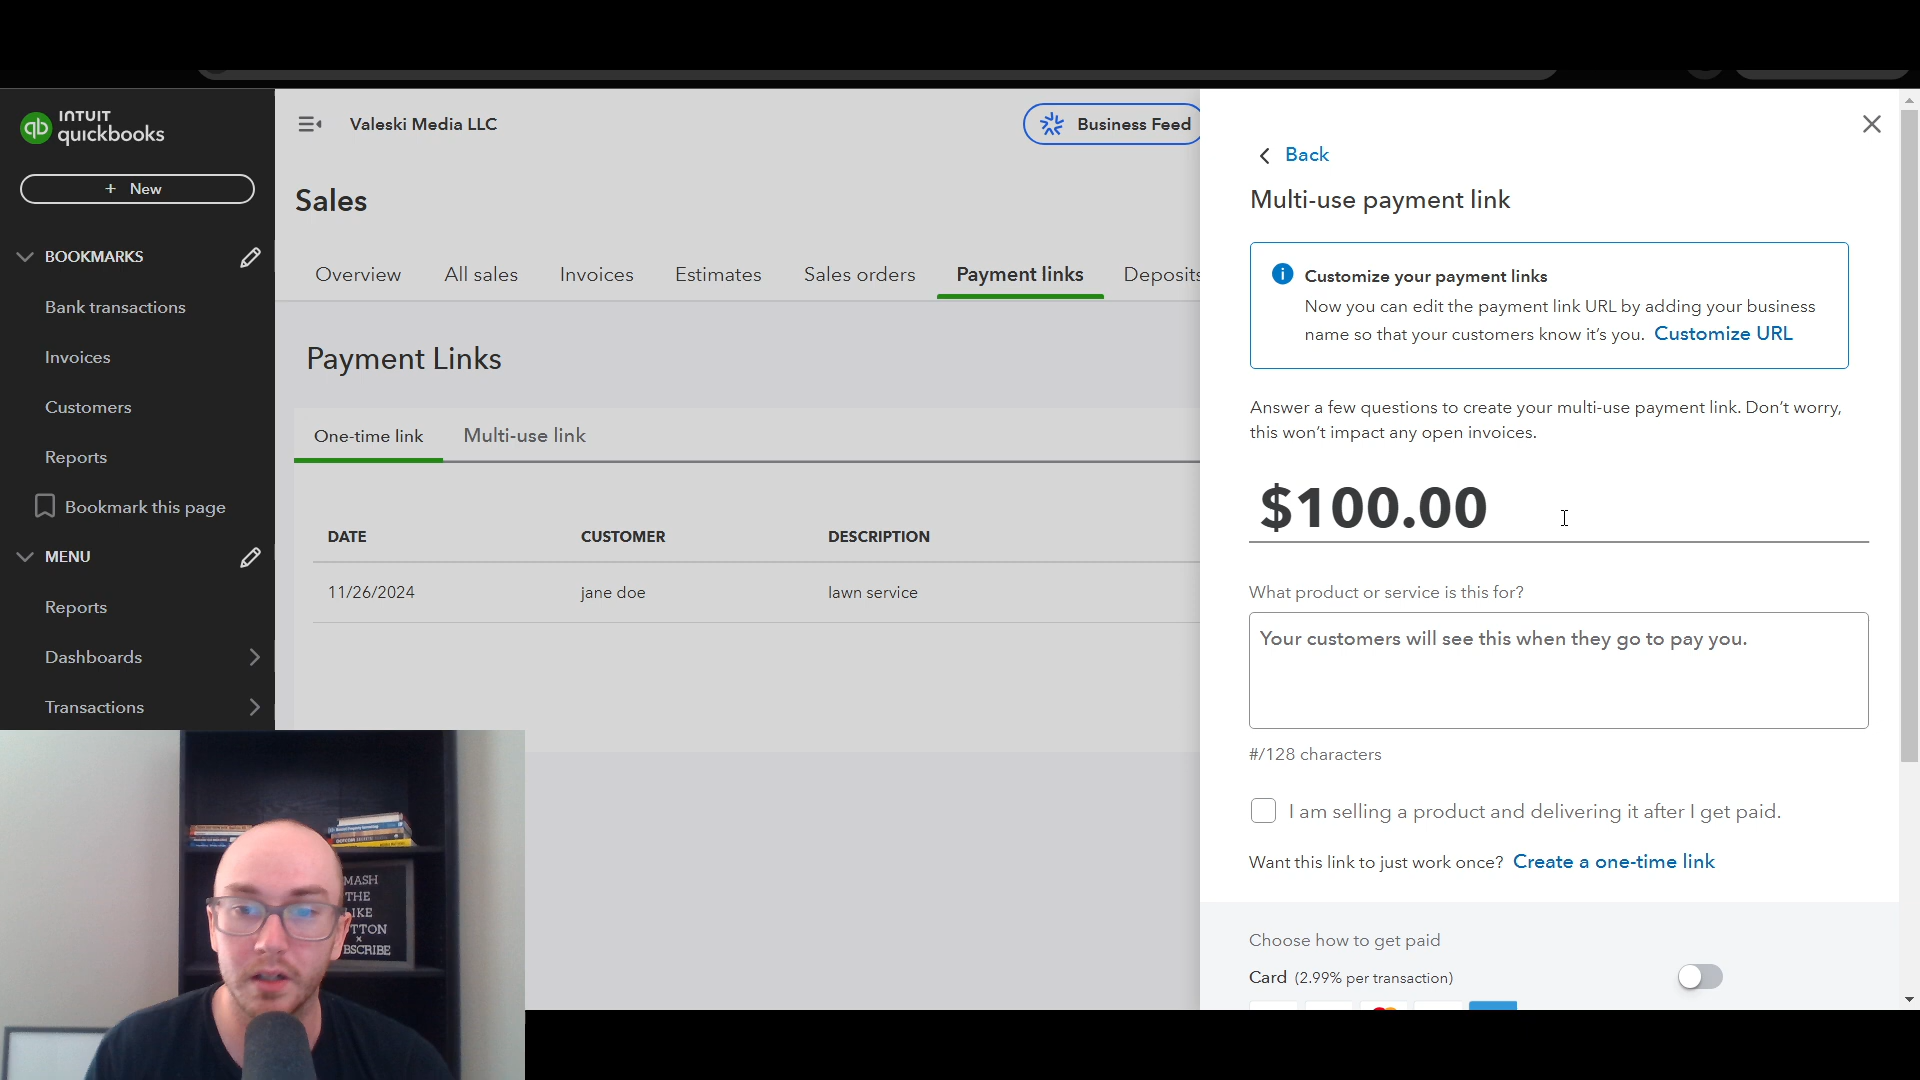 INTUIT
quickbooks
+ New
BOOKMARKS
Bank transactions
Invoices
Customers
Reports
Bookmark this page
MENU
Reports
Dashboards
Transactions
Valeski Media LLC
Business Feed
Sales
Overview
All sales
Invoices
Estimates
Sales orders
Payment links
Deposits
Payment Links
One-time link
Multi-use link
DATE
CUSTOMER
DESCRIPTION
11/26/2024
jane doe
lawn service
Back
Multi-use payment link
Customize your payment links
Now you can edit the payment link URL by adding your business
name so that your customers know it's you. Customize URL
Answer a few questions to create your multi-use payment link. Don't worry,
this won't impact any open invoices.
$100.00
What product or service is this for?
Your customers will see this when they go to pay you.
#/128 characters
I am selling a product and delivering it after I get paid.
Want this link to just work once? Create a one-time link
Choose how to get paid
Card (2.99% per transaction)
MASH
THE
IKE
TTON
×
BSCRIBE